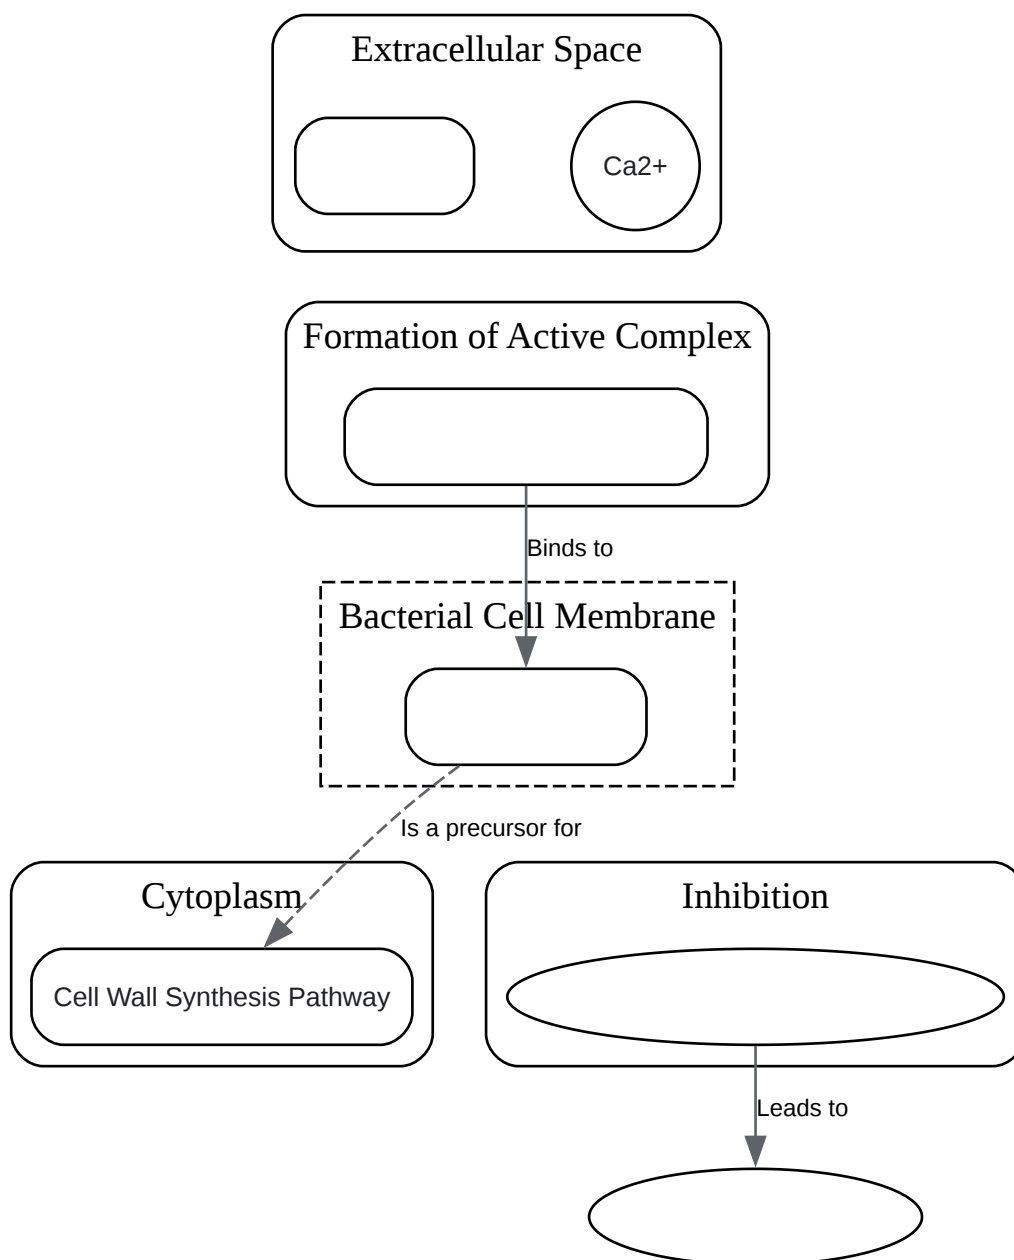 Extracellular Space
Ca2+
Formation of Active Complex
Binds to
Bacterial Cell Membrane
Is a precursor for
Cytoplasm
Inhibition
Cell Wall Synthesis Pathway
Leads to